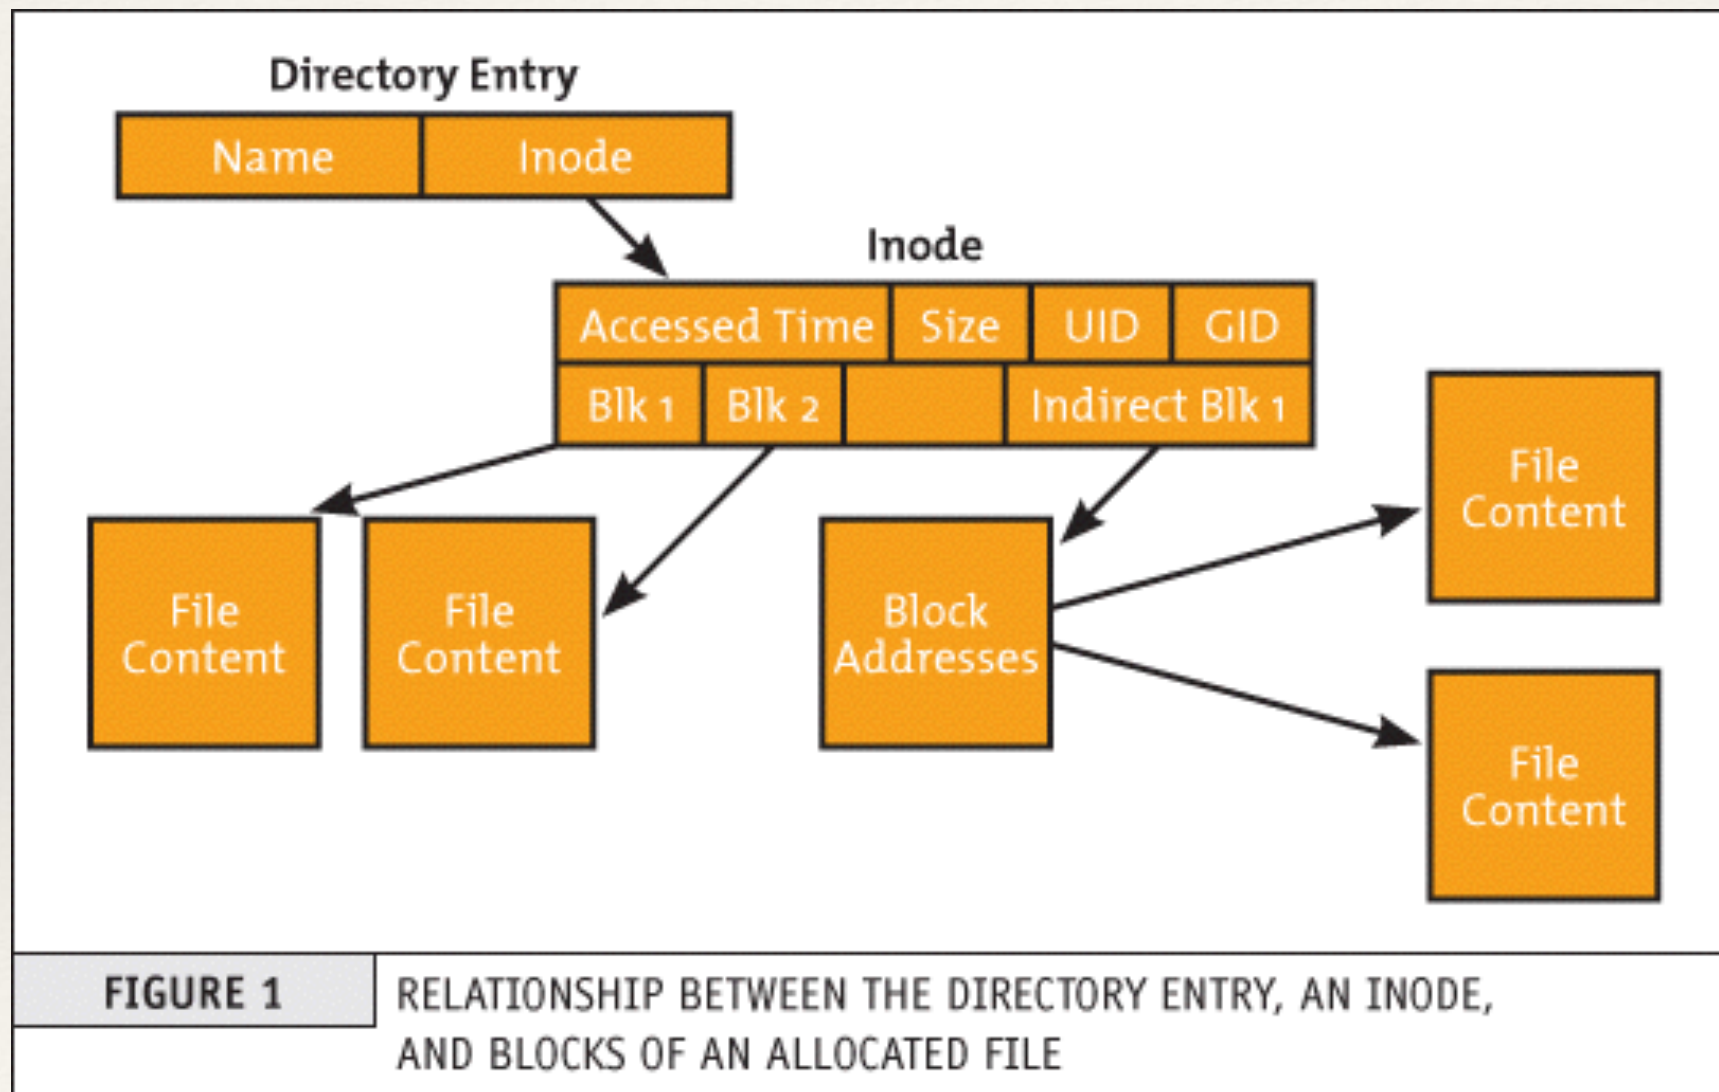 Directory Entry
Name
Inode
Inode
Accessed Time
Size
UID
GID
Blk 1
Blk 2
Indirect Blk 1
File
Content
File
Content
Block
Addresses
File
Content
File
Content
FIGURE 1
RELATIONSHIP BETWEEN THE DIRECTORY ENTRY, AN INODE,
AND BLOCKS OF AN ALLOCATED FILE